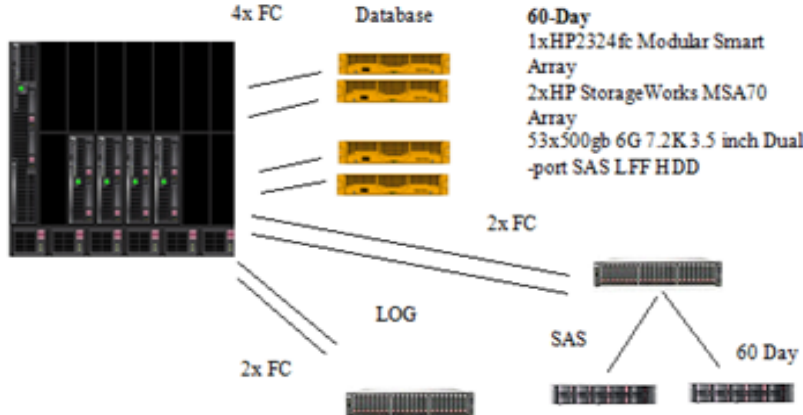 4x FC
Database
60-Day
1xHP2324fc Modular Smart
Array
2xHP StorageWorks MSA70
Array
53x500gb 6G 7.2K 3.5 inch Dual
-port SAS LFF HDD
2x FC
LOG
SAS
60 Day
2x FC